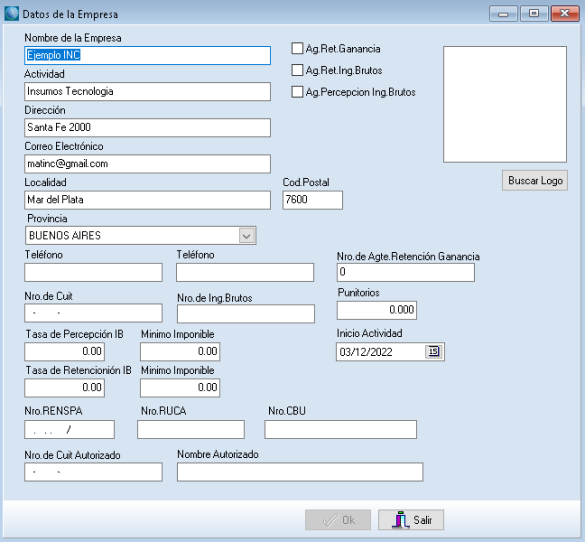 Datos de la Empresa
Nombre de la Empresa
Ejemplo INC
Ag.Ret.Ganancia
Ag.Ret.Ing.Brutos
Ag.Percepcion Ing.Brutos
Actividad
Insumos Tecnologia
Dirección
Santa Fe 2000
Correo Electrónico
matinc@gmail.com
Buscar Logo
Localidad
Cod.Postal
Mar del Plata
7600
Provincia
BUENOS AIRES
Teléfono
Teléfono
Nro.de Agte.Retención Ganancia
0
Nro.de Cuit
Nro.de Ing.Brutos
Punitorios
- -
0.000
Tasa de Percepción IB
Minimo Imponible
Inicio Actividad
0.00
0.00
03/12/2022
15
Tasa de Retencionión IB
Minimo Imponible
0.00
0.00
Nro.RENSPA
Nro.RUCA
Nro.CBU
. . . /
Nro.de Cuit Autorizado
Nombre Autorizado
- -
Ok
Salir